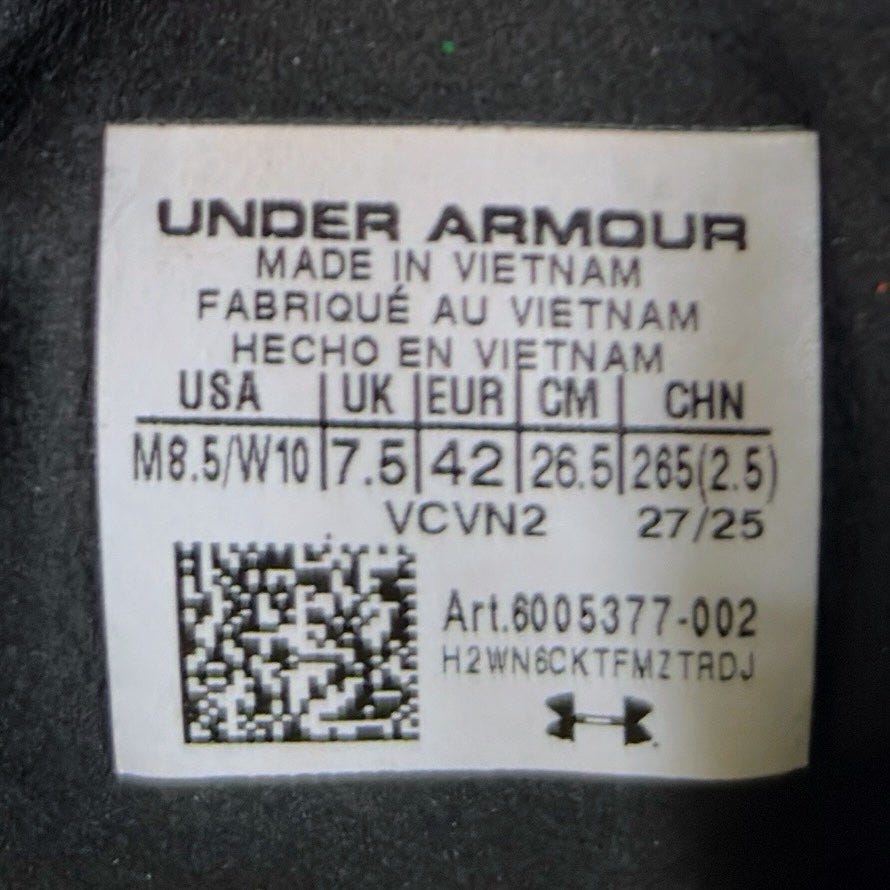 UNDER ARMOUR
MADE IN VIETNAM
FABRIQUÉ AU VIETNAM
HECHO EN VIETNAM
USA UK EUR CM CHN
M8.5/W10 7.5 42 26.5 265(2.5)
VCVN2 27/25
Art.6005377-002
H2WN6CKTFMZTRDJ